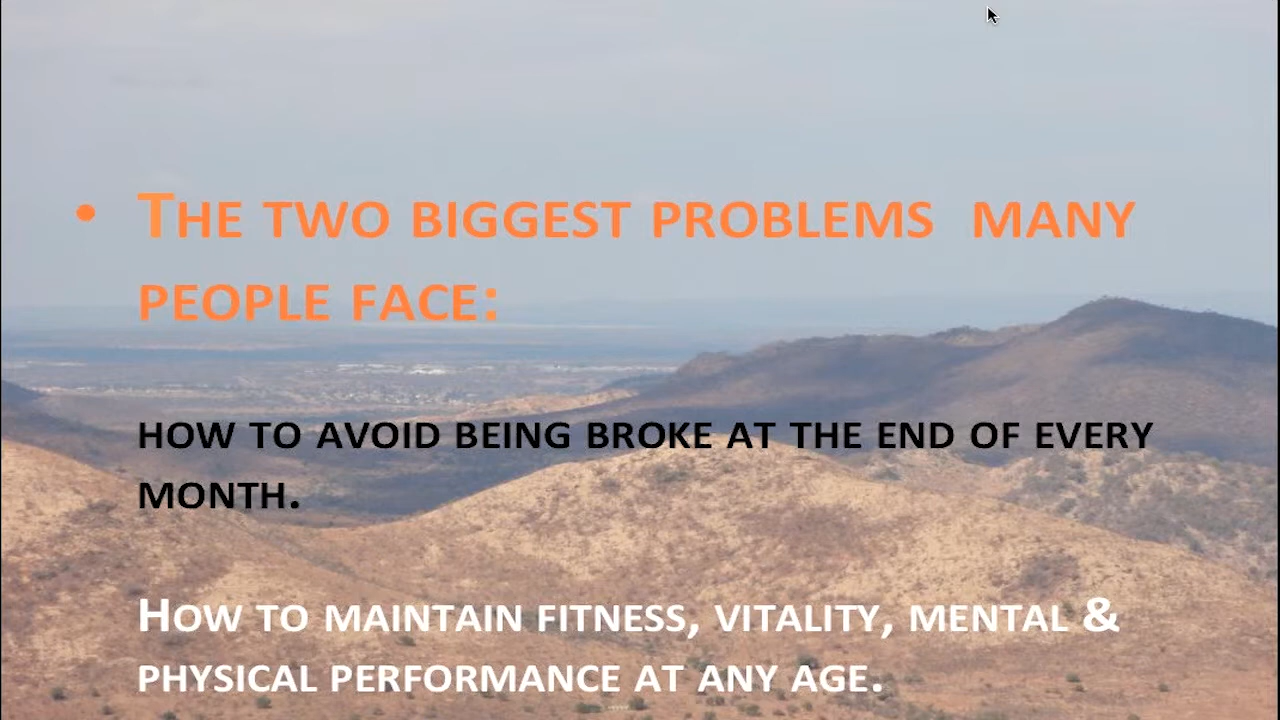 • The two biggest problems  many
people face:
how to avoid being broke at the end of every
month.
How to maintain fitness, vitality, mental &
physical performance at any age.